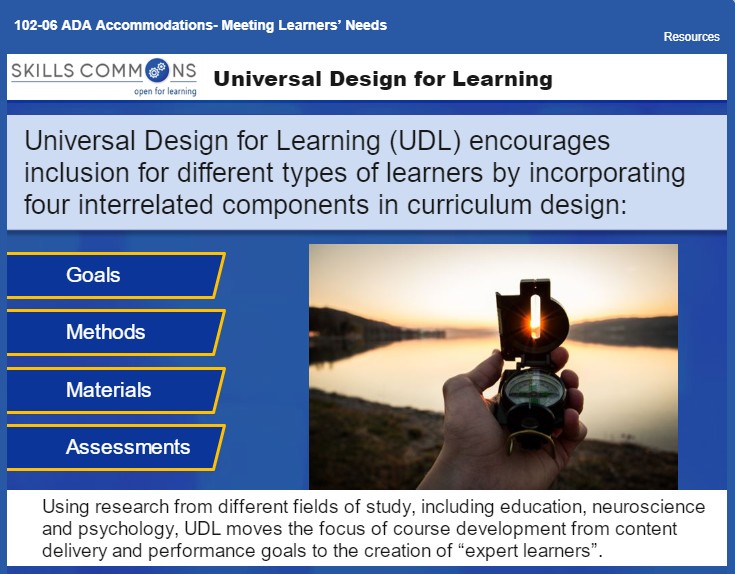 102-06 ADA Accommodations- Meeting Learners’ Needs
Resources
SKILLS COMMONS
open for learning
Universal Design for Learning
Universal Design for Learning (UDL) encourages
inclusion for different types of learners by incorporating
four interrelated components in curriculum design:
Goals
Methods
Materials
Assessments
Using research from different fields of study, including education, neuroscience
and psychology, UDL moves the focus of course development from content
delivery and performance goals to the creation of “expert learners”.